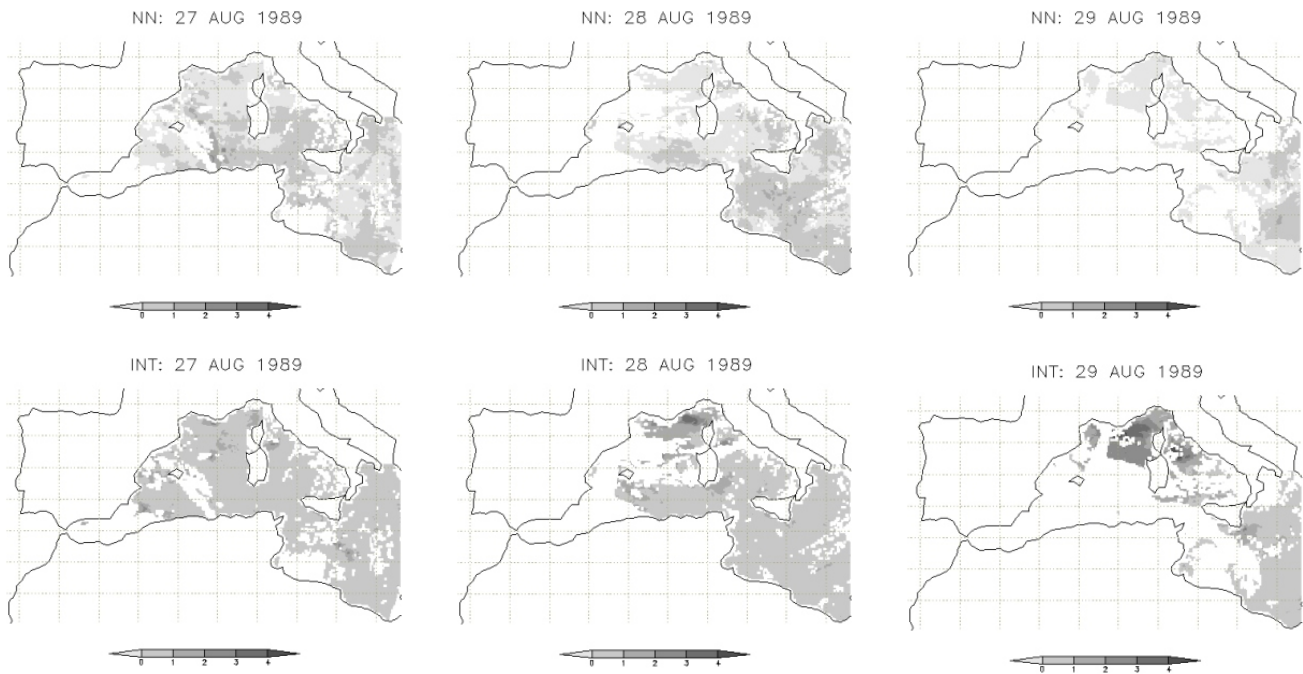 NN: 27 AUG 1989
NN: 28 AUG 1989
NN: 29 AUG 1989
0 1 2 3 4
0 1 2 3 4
0 1 2 3 4
INT: 27 AUG 1989
INT: 28 AUG 1989
INT: 29 AUG 1989
0 1 2 3 4
0 1 2 3 4
0 1 2 3 4